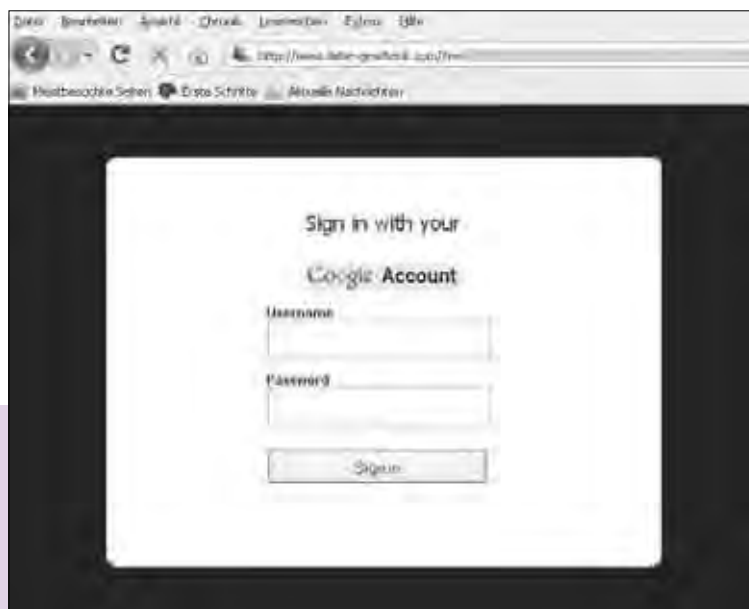 Datei Bearbeiten Ansicht Chronik Lesezeichen Extras Hilfe
Meistbesuchte Seiten Erste Schritte Aktuelle Nachrichten
Sign in with your
Google Account
Username
Password
Sign in